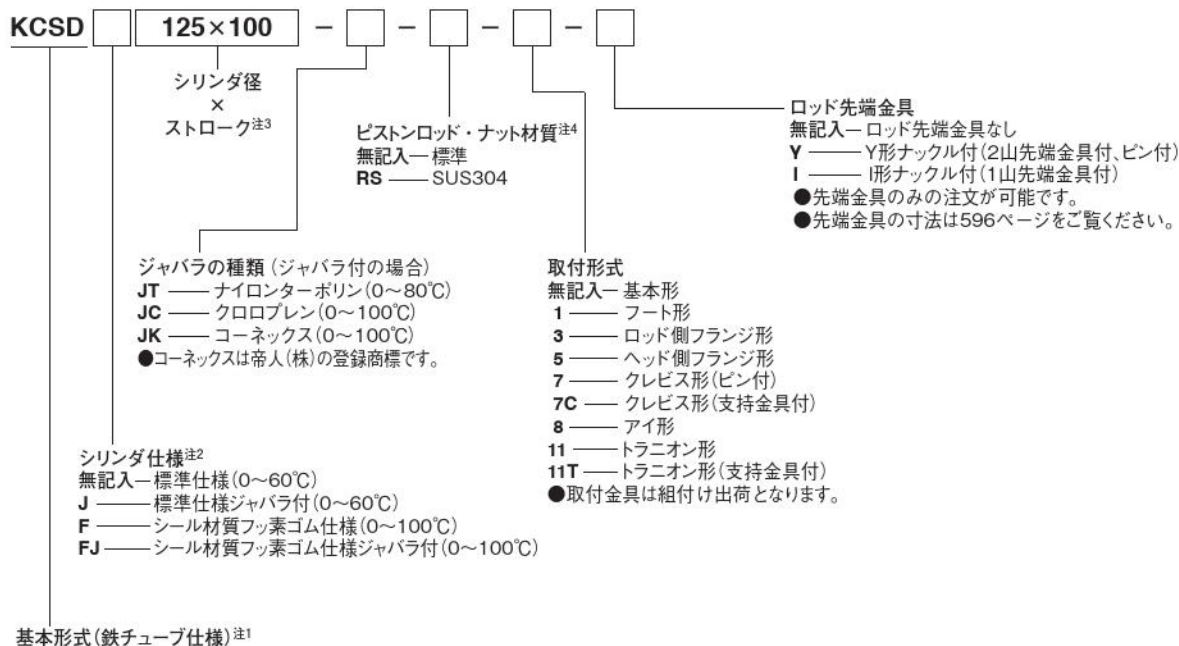 KCSD □ 125×100 － □ － □ － □ － □
シリンダ径
×
ストローク注3
ロッド先端金具
無記入 ロッド先端金具なし
Y Y形ナックル付(2山先端金具付、ピン付)
I I形ナックル付(1山先端金具付)
●先端金具のみの注文が可能です。
●先端金具の寸法は596ページをご覧ください。
ピストンロッド・ナット材質注4
無記入 標準
RS SUS304
ジャバラの種類(ジャバラ付の場合)
JT ナイロンターポリン(0～80℃)
JC クロロプレン(0～100℃)
JK コーネックス(0～100℃)
●コーネックスは帝人(株)の登録商標です。
取付形式
無記入 基本形
1 フート形
3 ロッド側フランジ形
5 ヘッド側フランジ形
7 クレビス形(ピン付)
7C クレビス形(支持金具付)
8 アイ形
11 トラニオン形
11T トラニオン形(支持金具付)
●取付金具は組付け出荷となります。
シリンダ仕様注2
無記入 標準仕様(0～60℃)
J 標準仕様ジャバラ付(0～60℃)
F シール材質フッ素ゴム仕様(0～100℃)
FJ シール材質フッ素ゴム仕様ジャバラ付(0～100℃)
基本形式(鉄チューブ仕様)注1